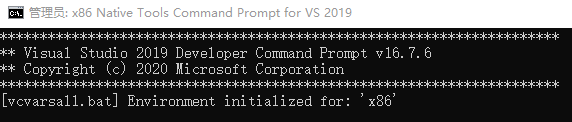 管理员: x86 Native Tools Command Prompt for VS 2019
**********************************************************************
** Visual Studio 2019 Developer Command Prompt v16.7.6
** Copyright (c) 2020 Microsoft Corporation
**********************************************************************
[vcvarsall.bat] Environment initialized for: 'x86'